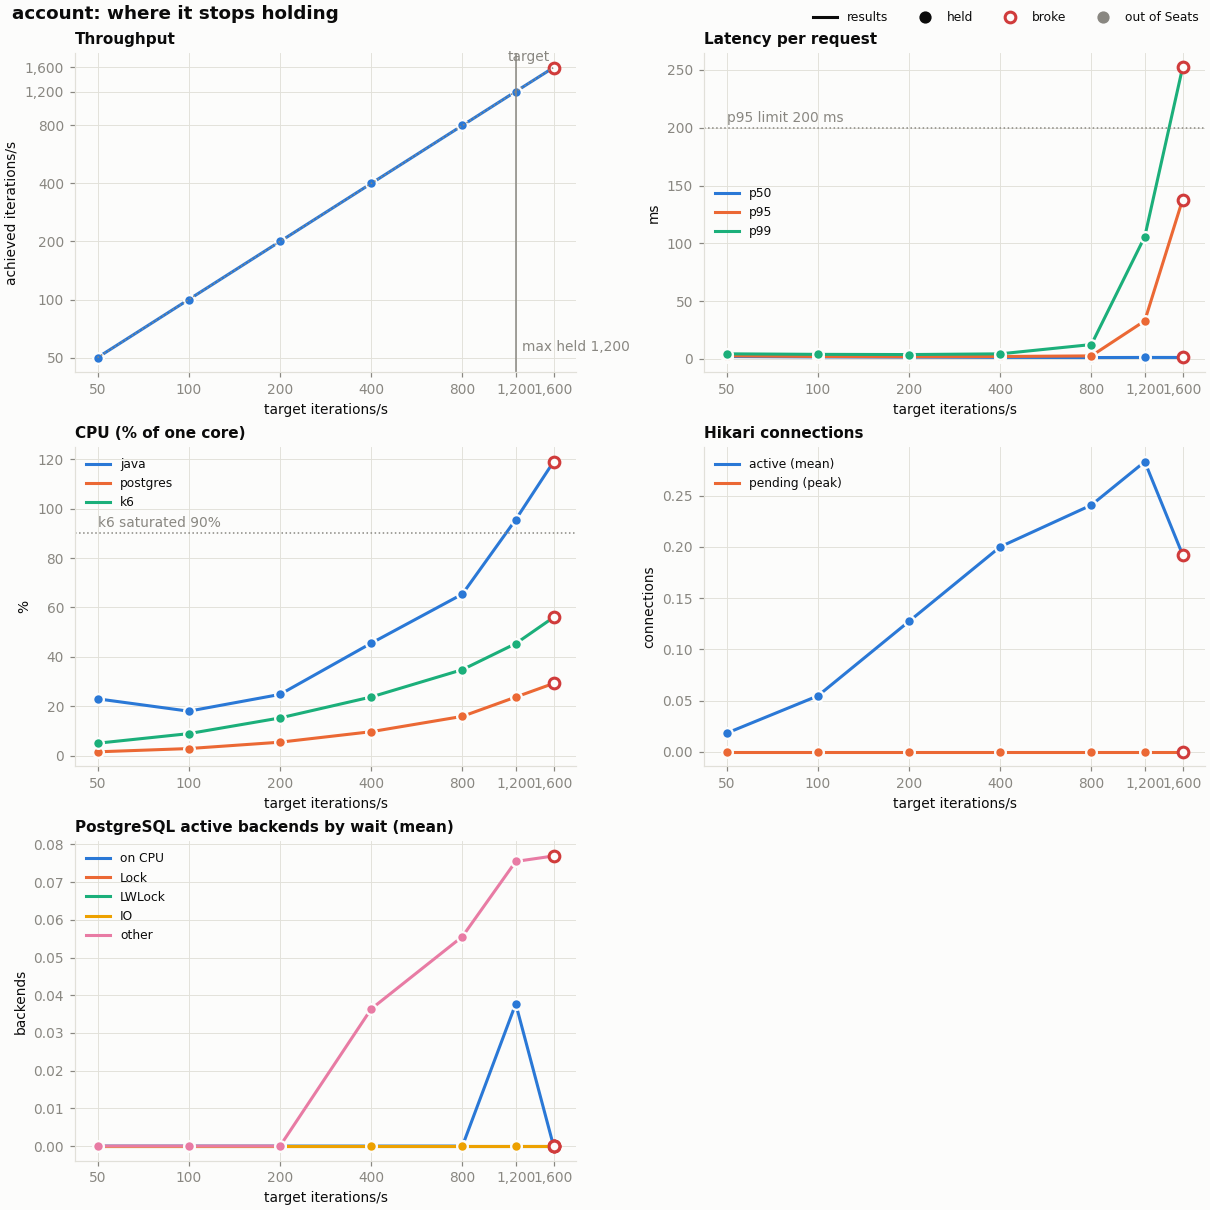 account: where it stops holding
results held broke out of Seats
Throughput
target
1,600
1,200
800
400
200
100
50
achieved iterations/s
max held 1,200
50 100 200 400 800 1,200 1,600
target iterations/s
Latency per request
250
200
150
100
50
0
ms
p95 limit 200 ms
p50
p95
p99
50 100 200 400 800 1,200 1,600
target iterations/s
CPU (% of one core)
120
100
80
60
40
20
0
%
java
postgres
k6
k6 saturated 90%
50 100 200 400 800 1,200 1,600
target iterations/s
Hikari connections
active (mean)
pending (peak)
0.25
0.20
0.15
0.10
0.05
0.00
connections
50 100 200 400 800 1,200 1,600
target iterations/s
PostgreSQL active backends by wait (mean)
0.08
0.07
0.06
0.05
0.04
0.03
0.02
0.01
0.00
backends
on CPU
Lock
LWLock
IO
other
50 100 200 400 800 1,200 1,600
target iterations/s